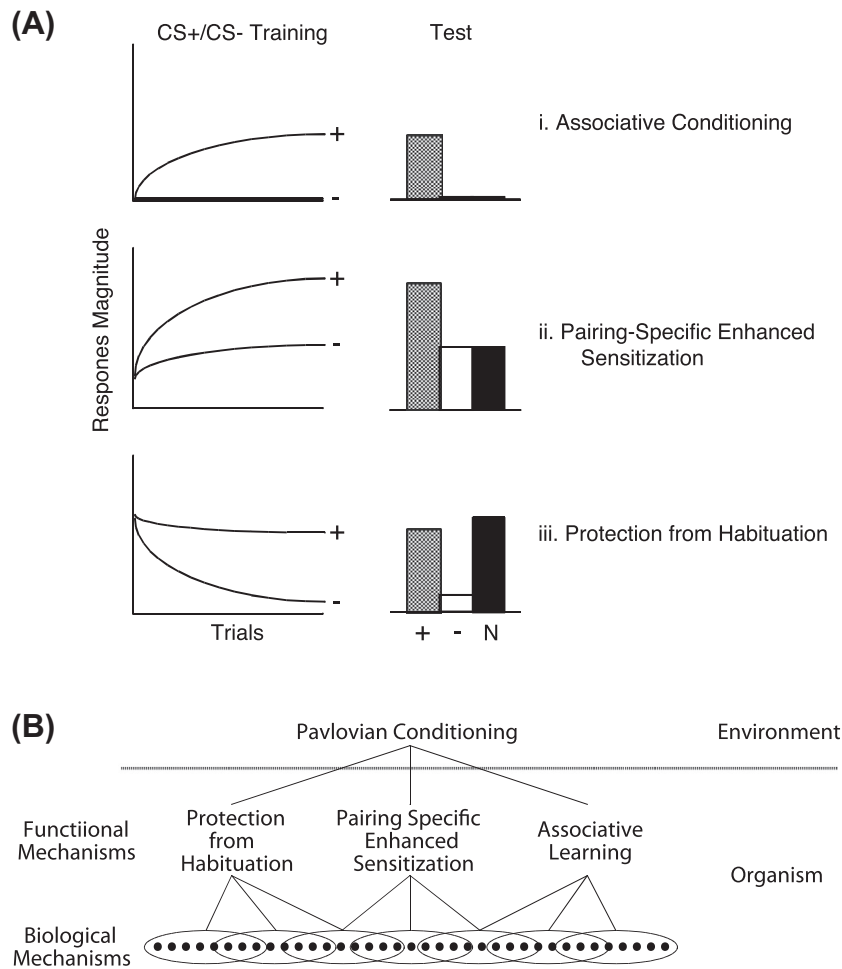 (A)
CS+/CS- Training
Test
+
-
i. Associative Conditioning
Respones Magnitude
+
-
ii. Pairing-Specific Enhanced
Sensitization
+
-
iii. Protection from Habituation
Trials
+ - N
(B)
Pavlovian Conditioning
Environment
Functiional
Mechanisms
Protection
from
Habituation
Pairing Specific
Enhanced
Sensitization
Associative
Learning
Organism
Biological
Mechanisms